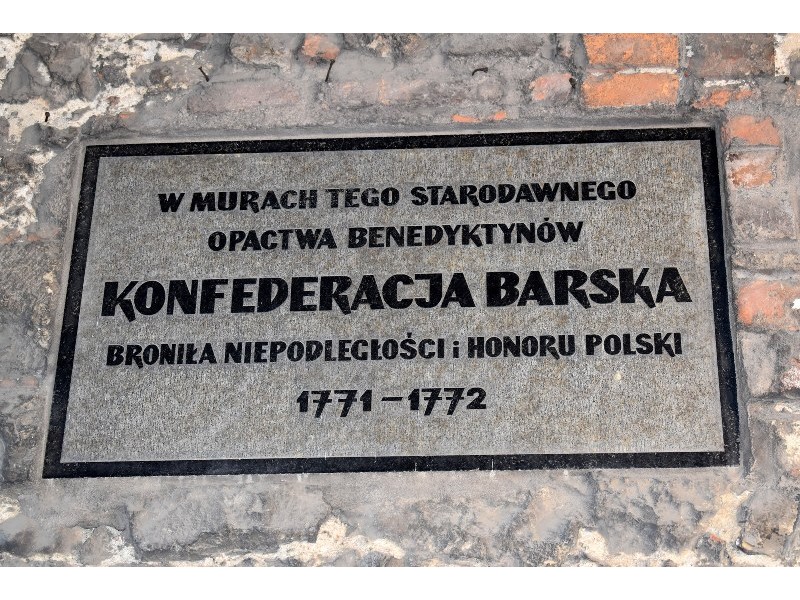 W MURACH TEGO STARODAWNEGO
OPACTWA BENEDYKTYNÓW
KONFEDERACJA BARSKA
BRONIŁA NIEPODLEGŁOŚCI i HONORU POLSKI
1771 – 1772